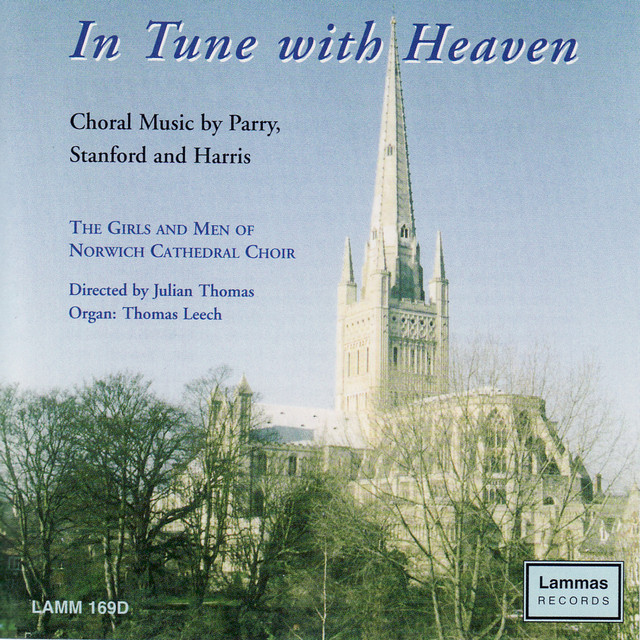 In Tune with Heaven
Choral Music by Parry,
Stanford and Harris
The Girls and Men of
Norwich Cathedral Choir
Directed by Julian Thomas
Organ: Thomas Leech
LAMM 169D
Lammas
RECORDS